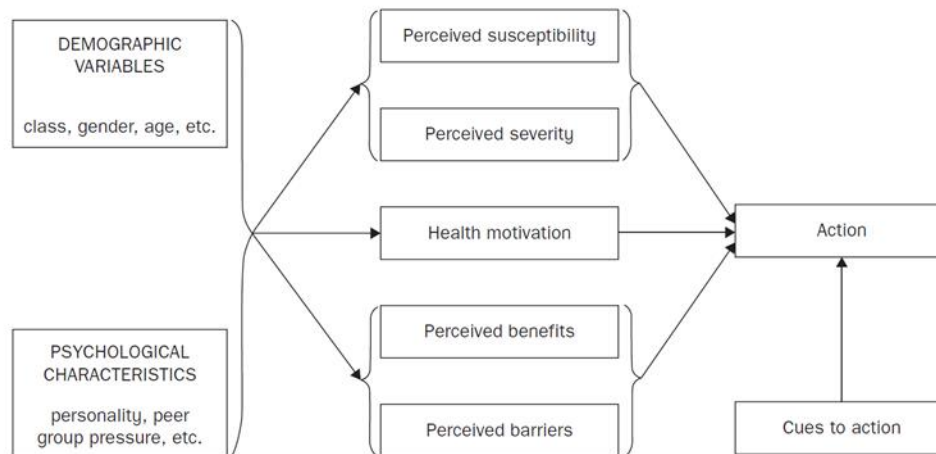 DEMOGRAPHIC
VARIABLES
class, gender, age, etc.
PSYCHOLOGICAL
CHARACTERISTICS
personality, peer
group pressure, etc.
Perceived susceptibility
Perceived severity
Health motivation
Perceived benefits
Perceived barriers
Action
Cues to action